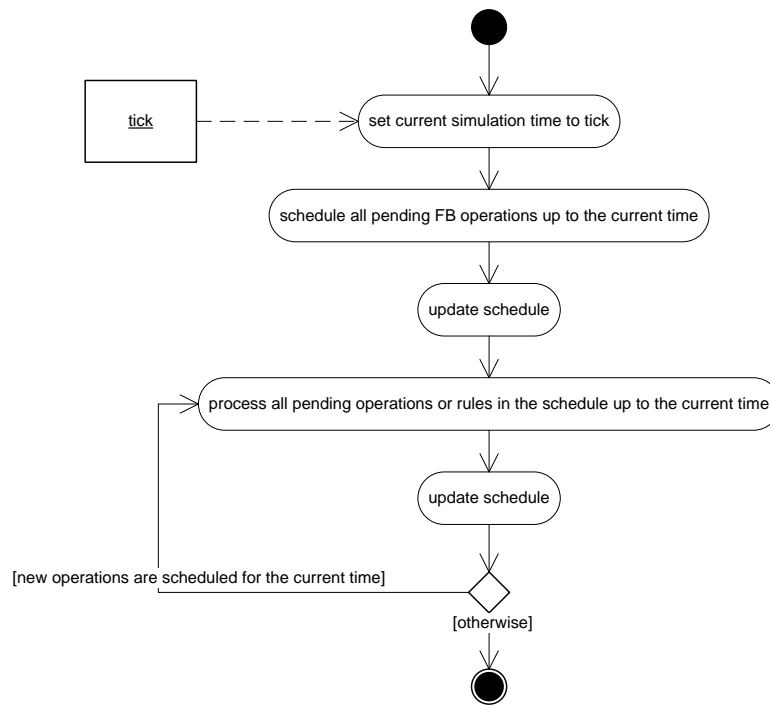 tick
set current simulation time to tick
schedule all pending FB operations up to the current time
update schedule
process all pending operations or rules in the schedule up to the current time
update schedule
[new operations are scheduled for the current time]
[otherwise]